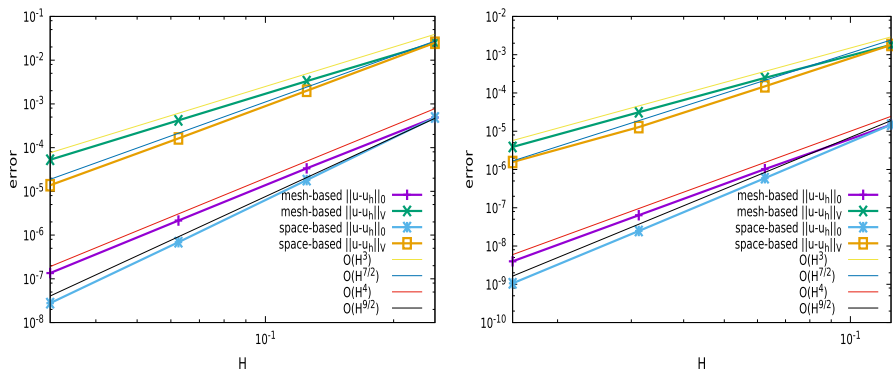 10^-1
10^-2
10^-3
10^-4
10^-5
10^-6
10^-7
10^-8
error
10^-1
H
mesh-based ||u-u_h||_0
mesh-based ||u-u_h||_V
space-based ||u-u_h||_0
space-based ||u-u_h||_V
O(H^3)
O(H^7/2)
O(H^4)
O(H^9/2)
10^-2
10^-3
10^-4
10^-5
10^-6
10^-7
10^-8
10^-9
10^-10
error
10^-1
H
mesh-based ||u-u_h||_0
mesh-based ||u-u_h||_V
space-based ||u-u_h||_0
space-based ||u-u_h||_V
O(H^3)
O(H^7/2)
O(H^4)
O(H^9/2)